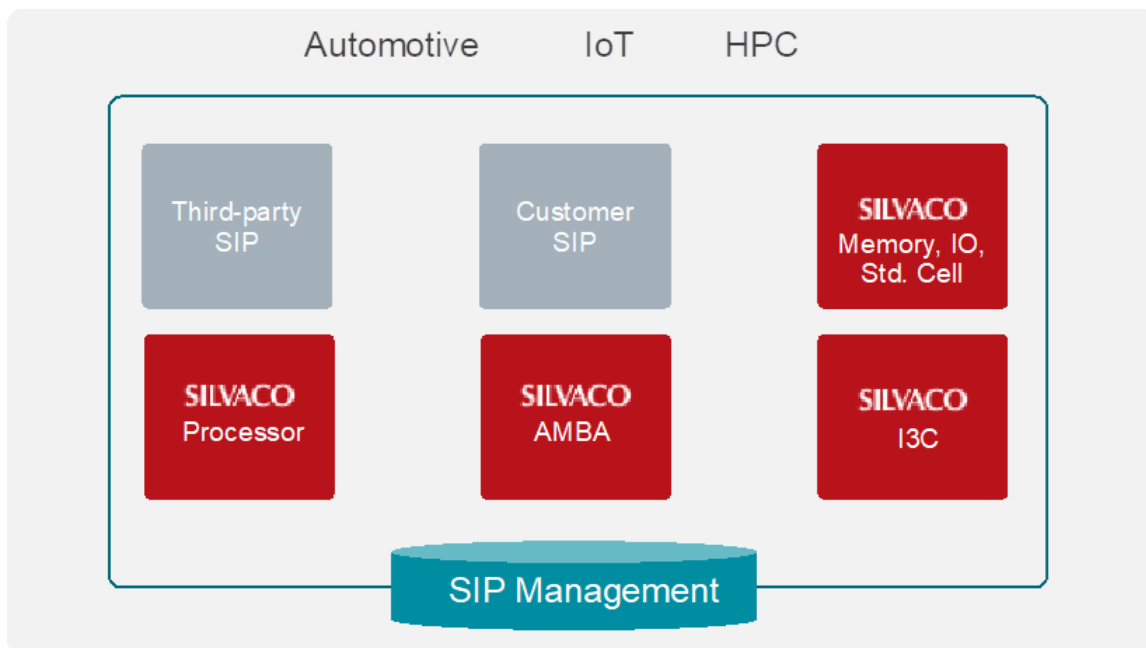 Automotive IoT HPC
Third-party
SIP
Customer
SIP
SILVACO
Memory, IO,
Std. Cell
SILVACO
Processor
SILVACO
AMBA
SILVACO
I3C
SIP Management